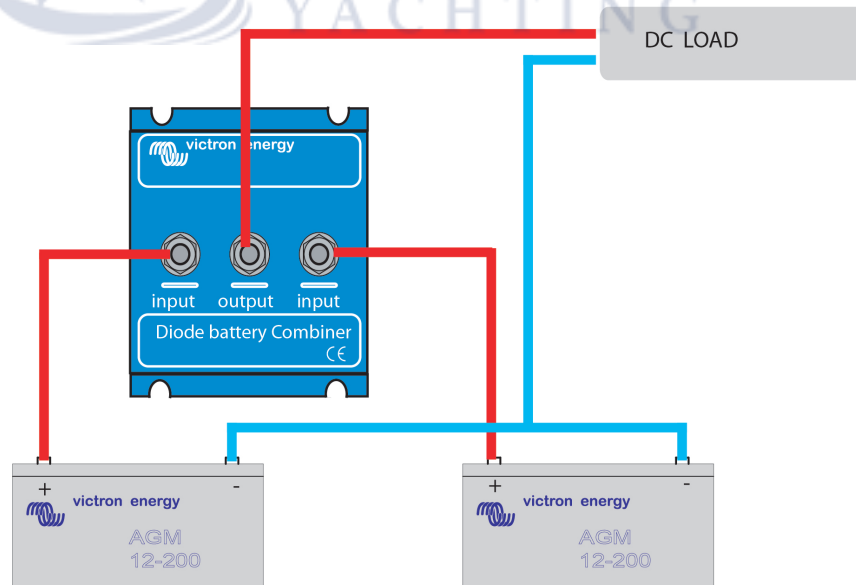 YACHTING
DC LOAD
victron energy
input output input
Diode battery Combiner
CE
+ -
victron energy
AGM
12-200
+ -
victron energy
AGM
12-200